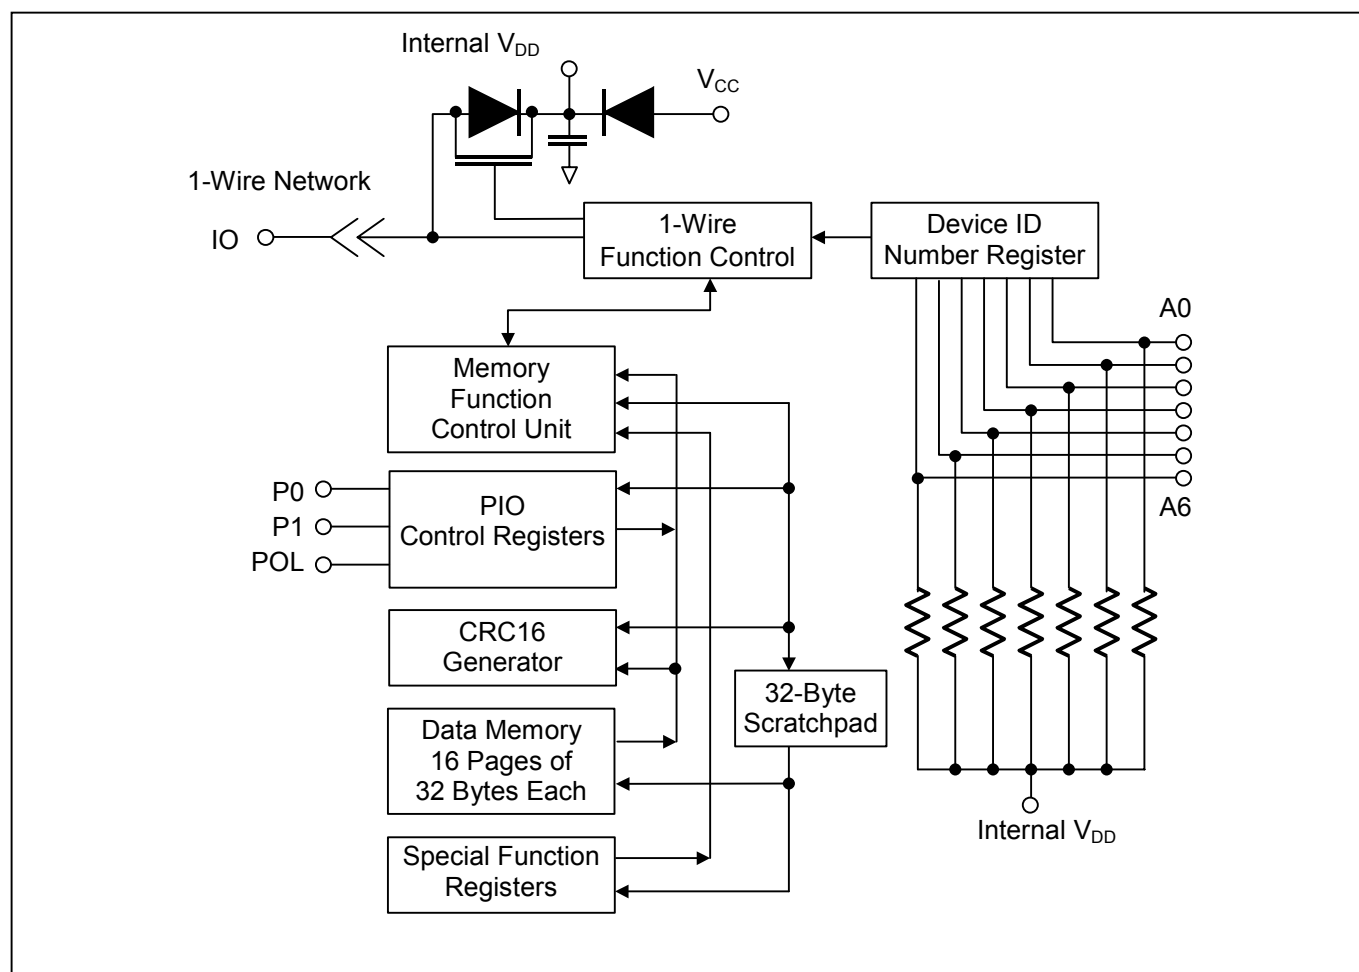 Internal VDD
VCC
1-Wire Network
IO
1-Wire
Function Control
Device ID
Number Register
A0
A6
Memory
Function
Control Unit
P0
P1
POL
PIO
Control Registers
CRC16
Generator
32-Byte
Scratchpad
Data Memory
16 Pages of
32 Bytes Each
Internal VDD
Special Function
Registers